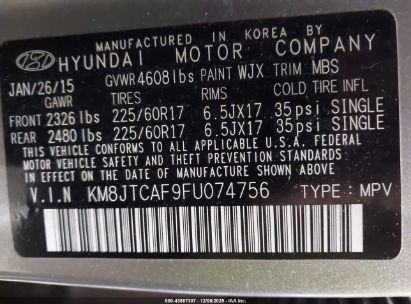 MANUFACTURED IN KOREA BY
HYUNDAI MOTOR COMPANY
JAN/26/15 GVWR 4608 lbs PAINT WJX TRIM MBS
GAWR TIRES RIMS COLD TIRE INFL
FRONT 2326 lbs 225/60R17 6.5JX17 35psi SINGLE
REAR 2480 lbs 225/60R17 6.5JX17 35psi SINGLE
THIS VEHICLE CONFORMS TO ALL APPLICABLE U.S.A. FEDERAL
MOTOR VEHICLE SAFETY, BUMPER, AND THEFT PREVENTION
STANDARDS IN EFFECT ON THE DATE OF MANUFACTURE SHOWN ABOVE
V.I.N KM8JTCAF9FU074756 TYPE: MPV